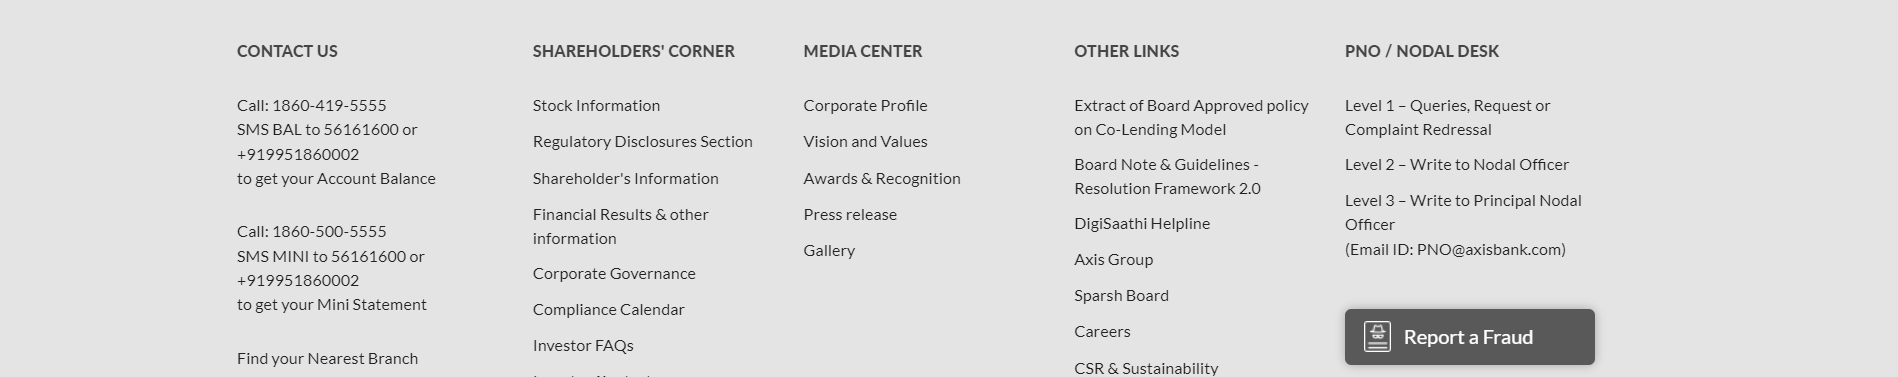 CONTACT US
Call: 1860-419-5555
SMS BAL to 56161600 or
+919951860002
to get your Account Balance
Call: 1860-500-5555
SMS MINI to 56161600 or
+919951860002
to get your Mini Statement
Find your Nearest Branch
SHAREHOLDERS' CORNER
Stock Information
Regulatory Disclosures Section
Shareholder's Information
Financial Results & other
information
Corporate Governance
Compliance Calendar
Investor FAQs
MEDIA CENTER
Corporate Profile
Vision and Values
Awards & Recognition
Press release
Gallery
OTHER LINKS
Extract of Board Approved policy
on Co-Lending Model
Board Note & Guidelines -
Resolution Framework 2.0
DigiSaathi Helpline
Axis Group
Sparsh Board
Careers
CSR & Sustainability
PNO / NODAL DESK
Level 1 – Queries, Request or
Complaint Redressal
Level 2 – Write to Nodal Officer
Level 3 – Write to Principal Nodal
Officer
(Email ID: PNO@axisbank.com)
Report a Fraud